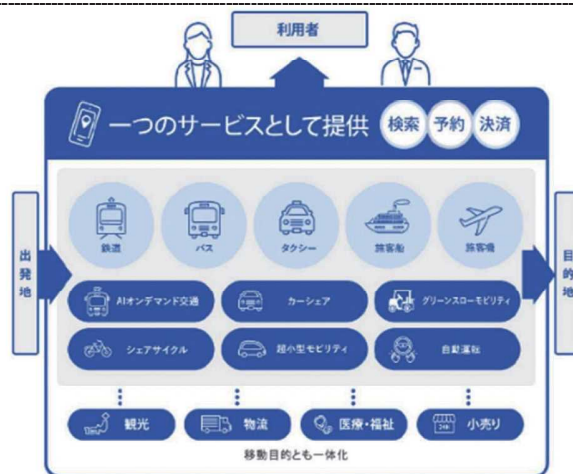 利用者
一つのサービスとして提供 検索 予約 決済
出発地
鉄道 バス タクシー 旅客船 旅客機
目的地
AIオンデマンド交通 カーシェア グリーンスローモビリティ
シェアサイクル 超小型モビリティ 自動運転
観光 物流 医療・福祉 小売り
移動目的とも一体化